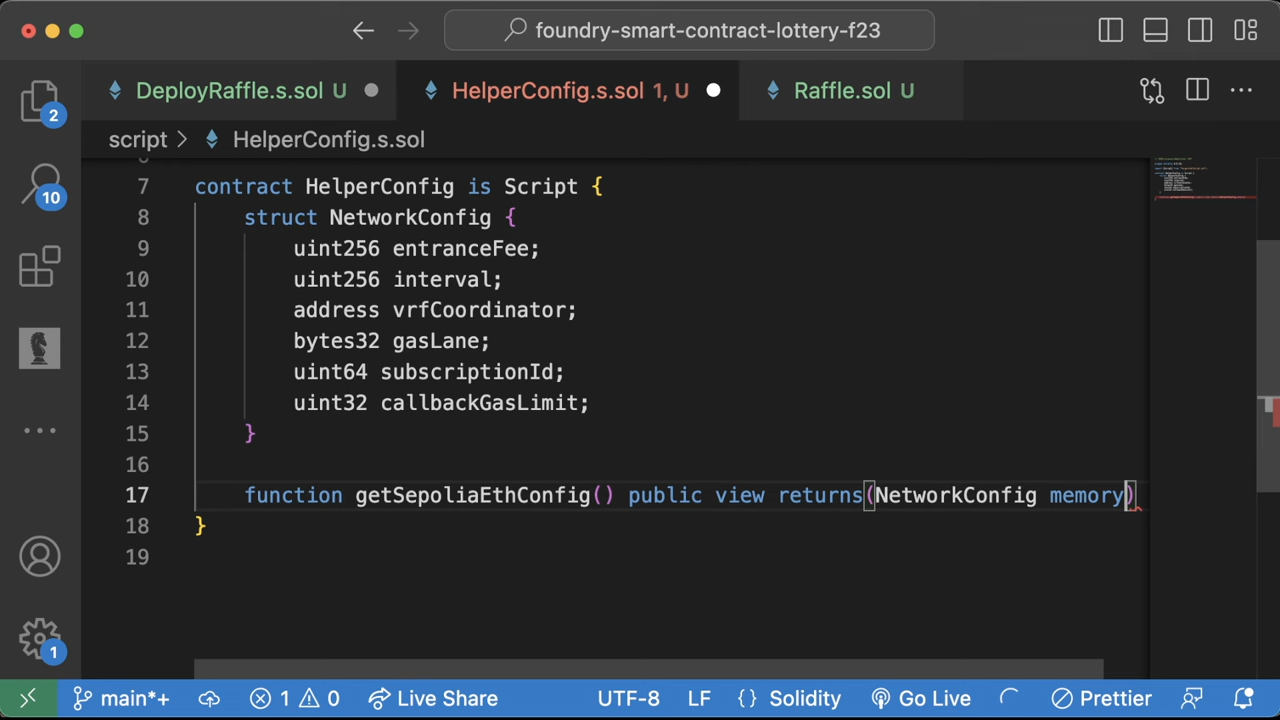 foundry-smart-contract-lottery-f23
DeployRaffle.s.sol U
HelperConfig.s.sol 1, U
Raffle.sol U
script > HelperConfig.s.sol
2
10
1
7 contract HelperConfig is Script {
8 struct NetworkConfig {
9 uint256 entranceFee;
10 uint256 interval;
11 address vrfCoordinator;
12 bytes32 gasLane;
13 uint64 subscriptionId;
14 uint32 callbackGasLimit;
15 }
16
17 function getSepoliaEthConfig() public view returns(NetworkConfig memory)
18 }
19
main*+ 1 0 Live Share UTF-8 LF {} Solidity Go Live Prettier